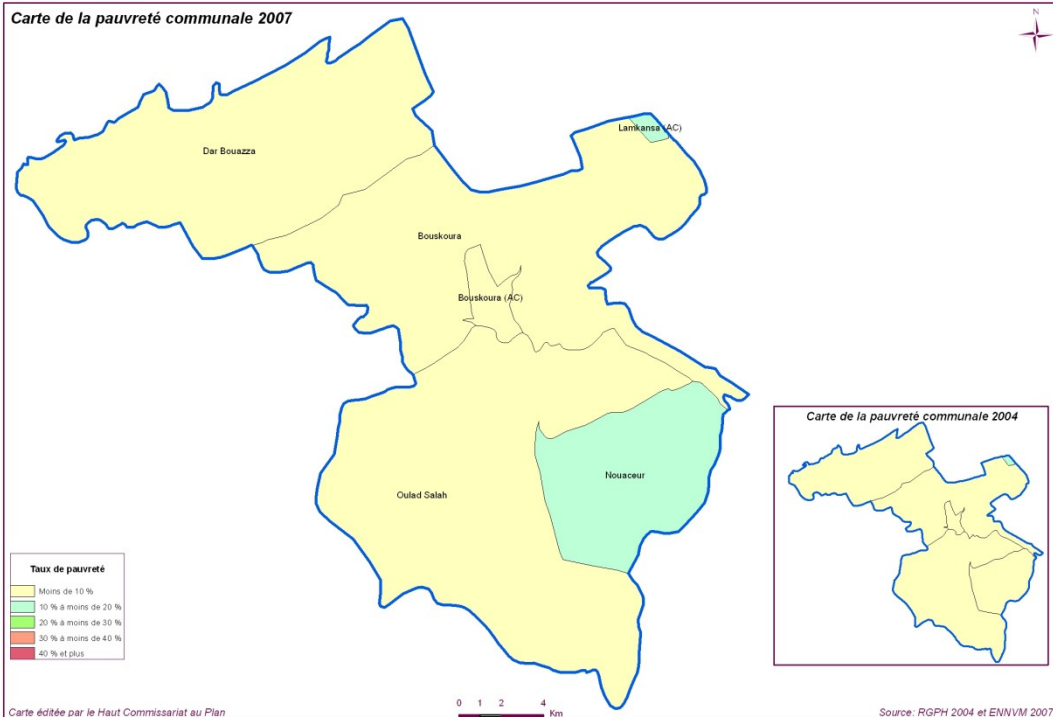 Carte de la pauvreté communale 2007
N
Lamkansa (AC)
Dar Bouazza
Bouskoura
Bouskoura (AC)
Nouaceur
Oulad Salah
Carte de la pauvreté communale 2004
Taux de pauvreté
Moins de 10 %
10 % à moins de 20 %
20 % à moins de 30 %
30 % à moins de 40 %
40 % et plus
0 1 2 4
Km
Carte éditée par le Haut Commissariat au Plan
Source: RGPH 2004 et ENNVM 2007